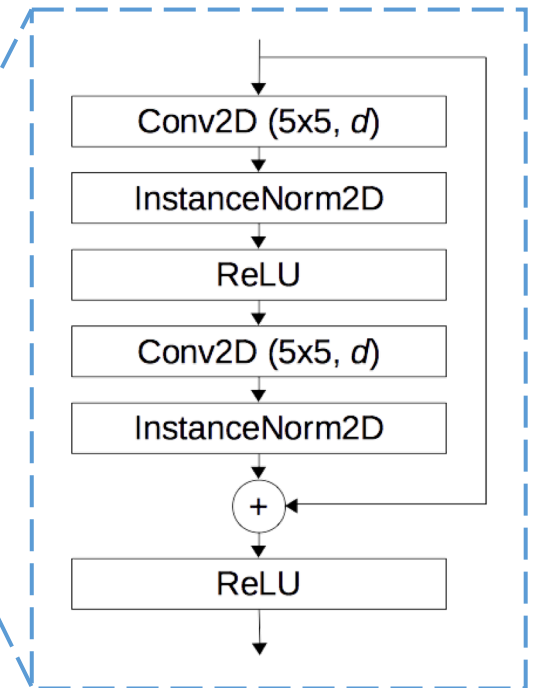 Conv2D (5x5, d)
InstanceNorm2D
ReLU
Conv2D (5x5, d)
InstanceNorm2D
+
ReLU